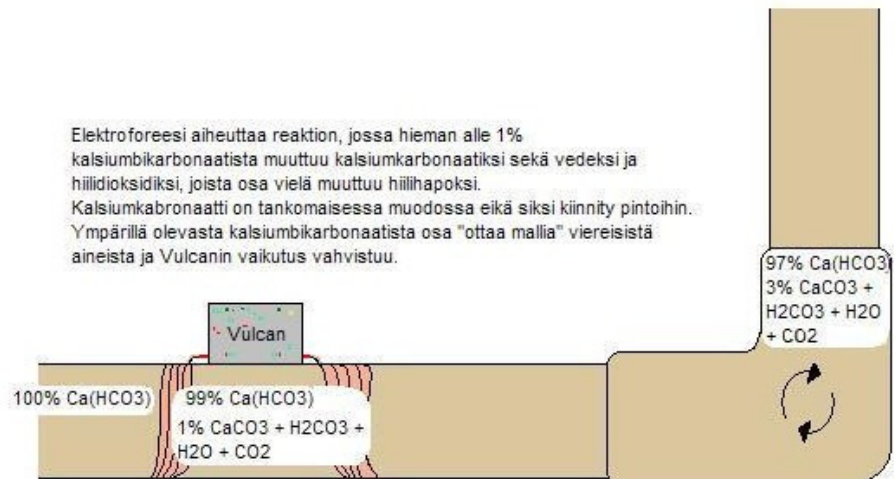 Elektroforeesi aiheuttaa reaktion, jossa hieman alle 1%
kalsiumbikarbonaatista muuttuu kalsiumkarbonaatiksi sekä vedeksi ja
hiilidioksidiksi, joista osa vielä muuttuu hiilihapoksi.
Kalsiumkabronaatti on tankomaisessa muodossa eikä siksi kiinnity pintoihin.
Ympärillä olevasta kalsiumbikarbonaatista osa "ottaa mallia" viereisistä
aineista ja Vulcanin vaikutus vahvistuu.
97% Ca(HCO3)
3% CaCO3 +
H2CO3 + H2O
+ CO2
Vulcan
100% Ca(HCO3)
99% Ca(HCO3)
1% CaCO3 + H2CO3 +
H2O + CO2